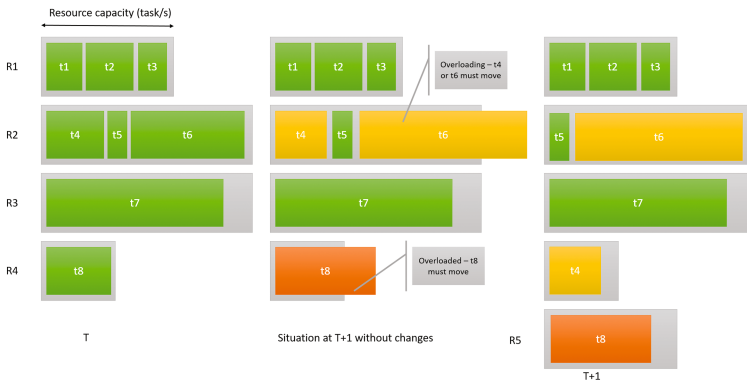 Resource capacity (task/s)
R1
t1 t2 t3
t1 t2 t3
Overloading – t4
or t6 must move
t1 t2 t3
R2
t4 t5 t6
t4 t5 t6
t5 t6
R3
t7
t7
t7
R4
t8
t8
Overloaded – t8
must move
t4
T
Situation at T+1 without changes
R5
t8
T+1